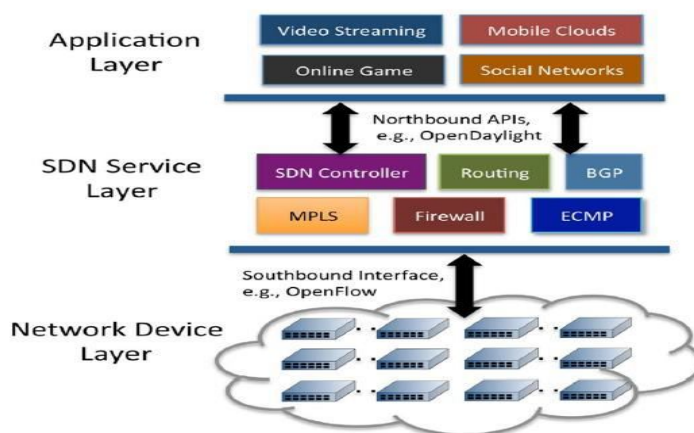 Application
Layer
Video Streaming
Mobile Clouds
Online Game
Social Networks
Northbound APIs,
e.g., OpenDaylight
SDN Service
Layer
SDN Controller
Routing
BGP
MPLS
Firewall
ECMP
Southbound Interface,
e.g., OpenFlow
Network Device
Layer